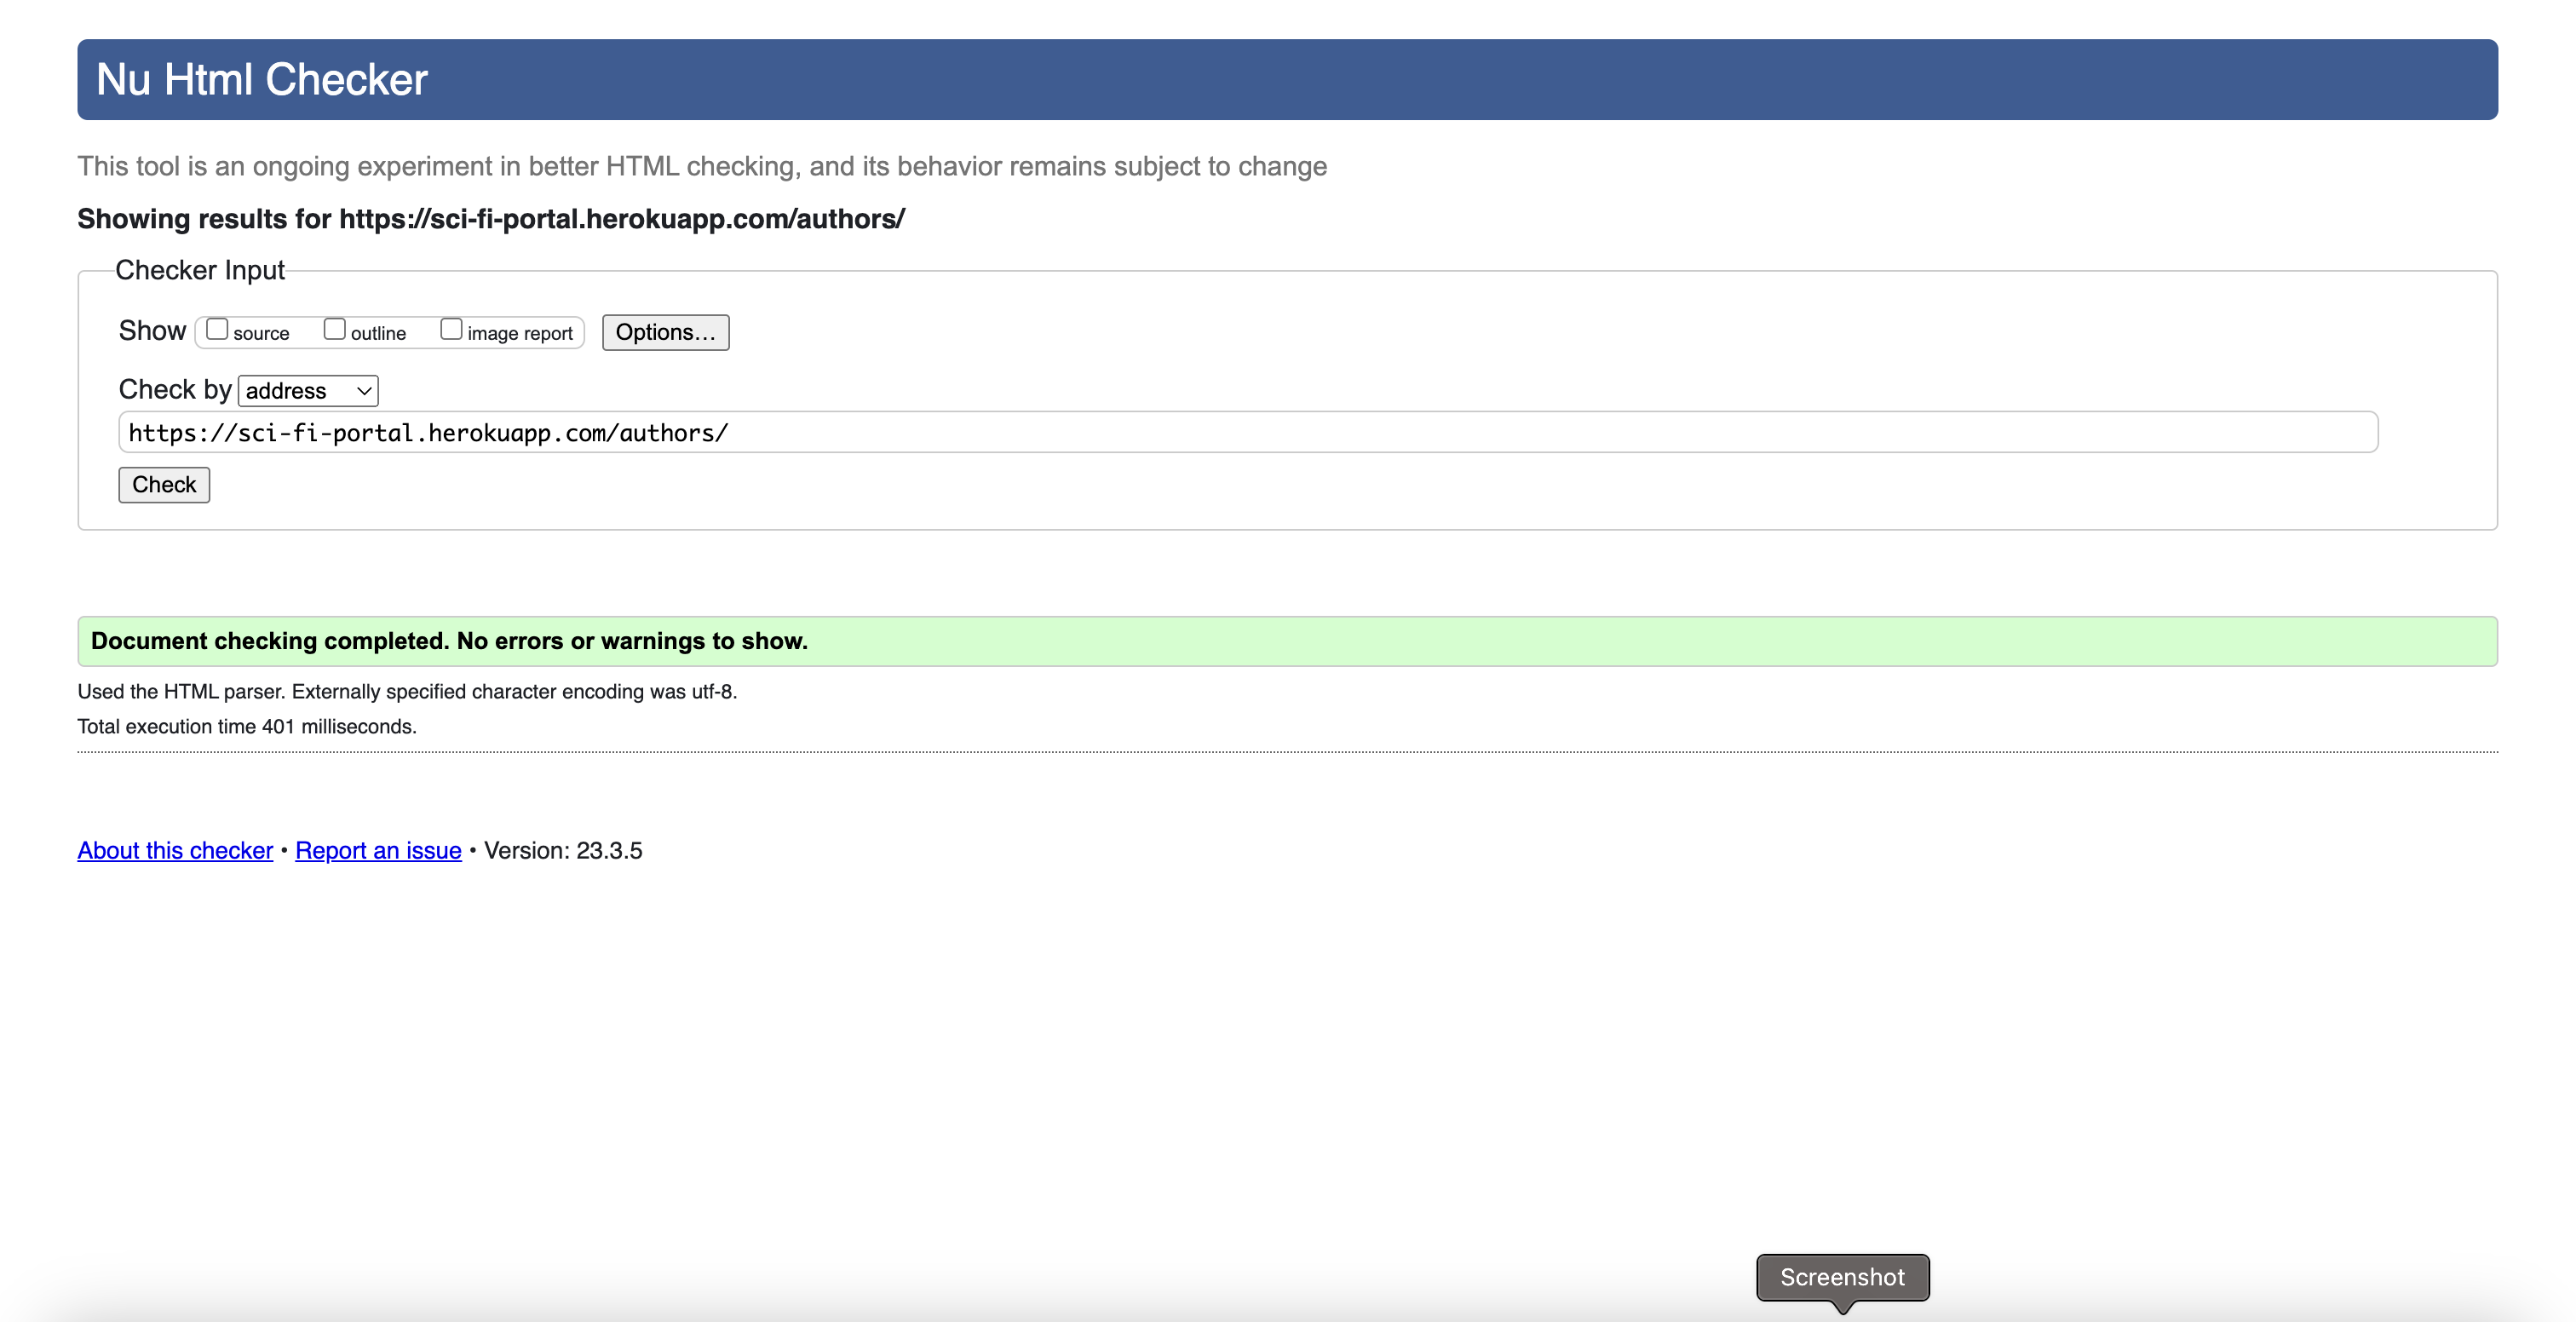 Nu Html Checker
This tool is an ongoing experiment in better HTML checking, and its behavior remains subject to change
Showing results for https://sci-fi-portal.herokuapp.com/authors/
Checker Input
Show source outline image report Options...
Check by address
https://sci-fi-portal.herokuapp.com/authors/
Check
Document checking completed. No errors or warnings to show.
Used the HTML parser. Externally specified character encoding was utf-8.
Total execution time 401 milliseconds.
About this checker • Report an issue • Version: 23.3.5
Screenshot